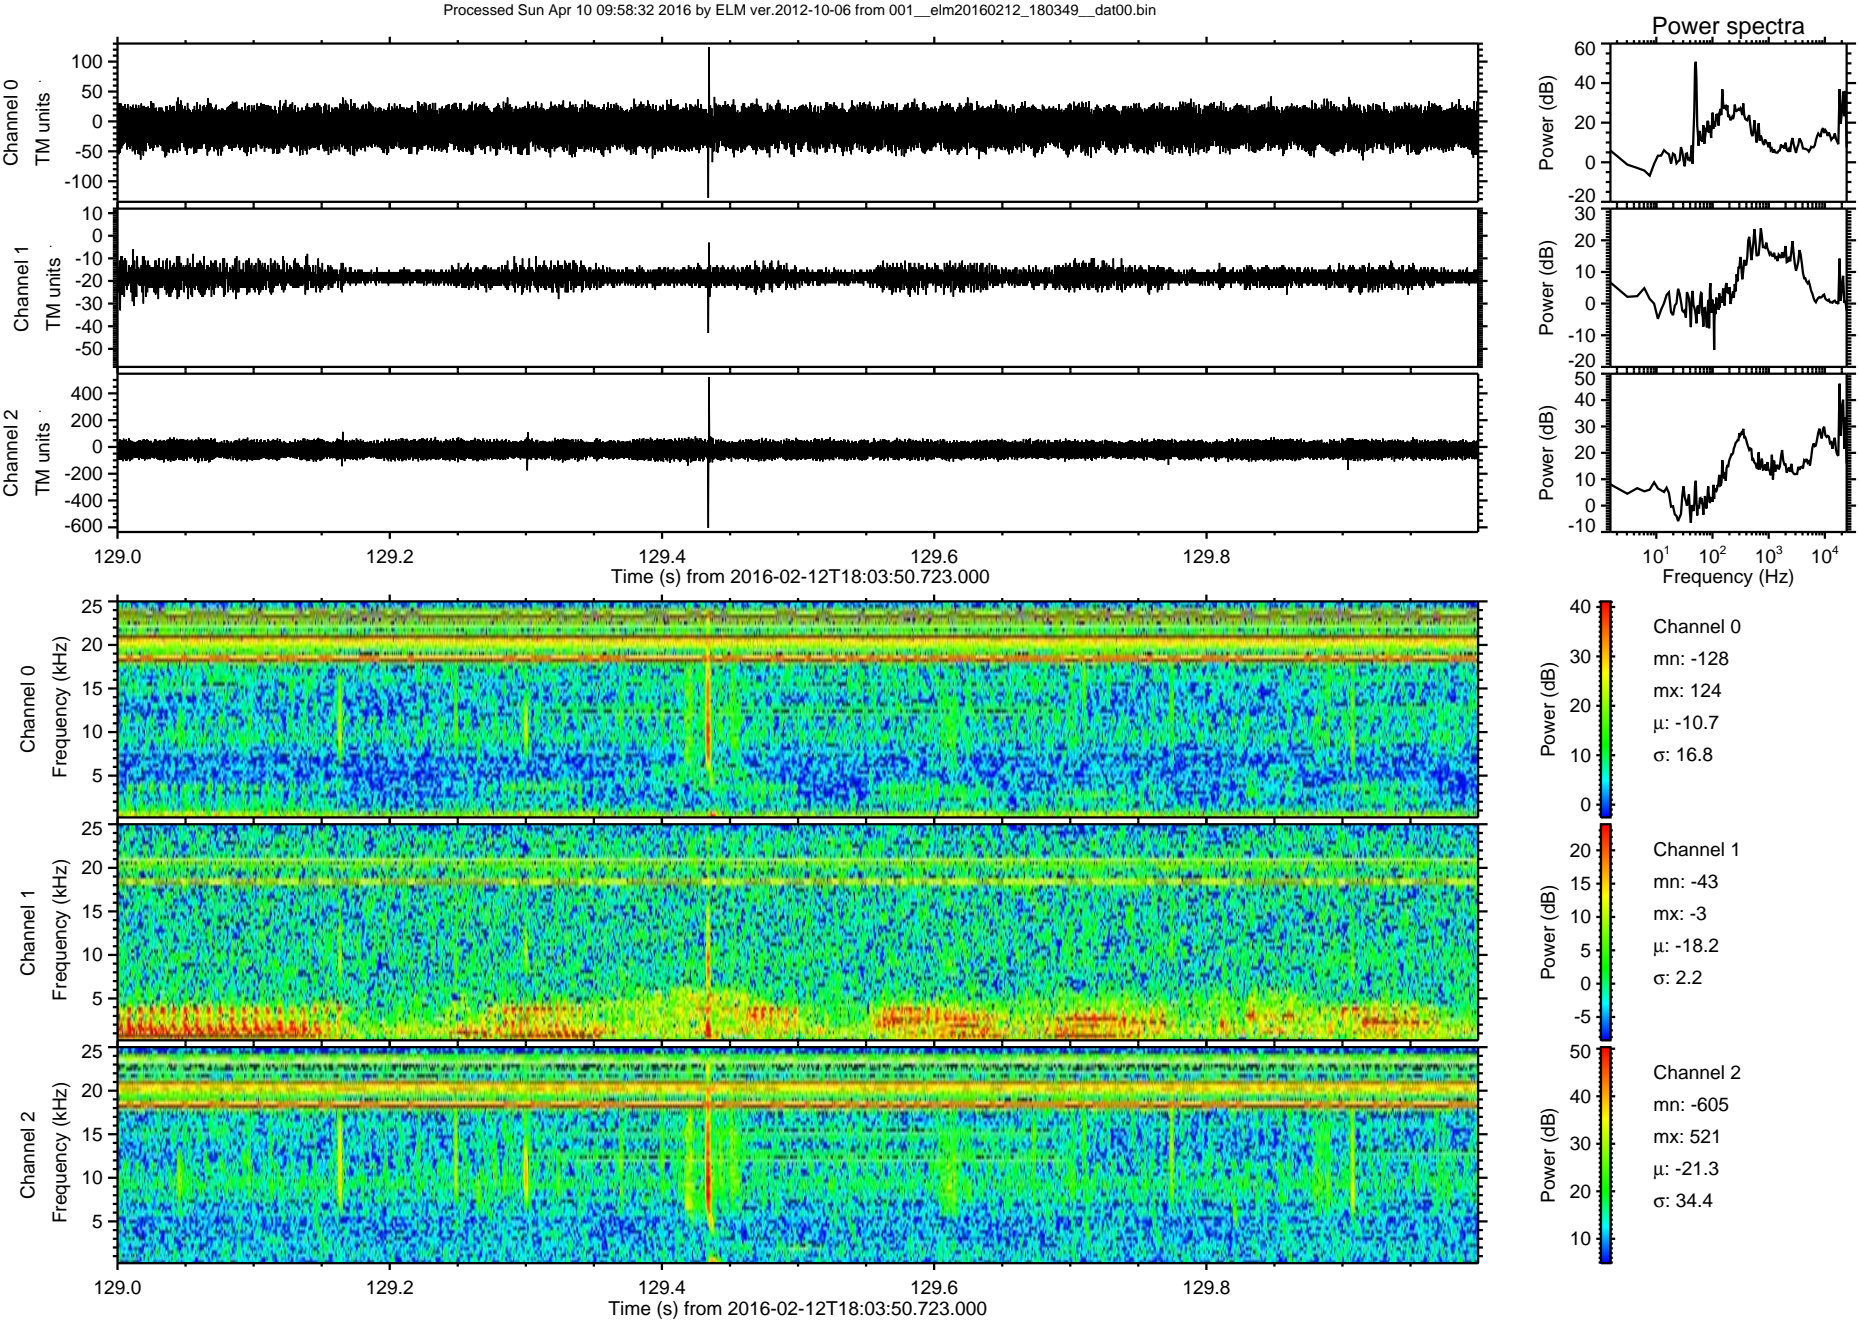 Processed Sun Apr 10 09:58:32 2016 by ELM ver.2012-10-06 from 001__elm20160212_180349__dat00.bin
Power spectra
Channel 0
TM units
100
50
0
-50
-100
Power (dB)
60
40
20
0
-20
Channel 1
TM units
10
0
-10
-20
-30
-40
-50
Power (dB)
30
20
10
0
-10
-20
Channel 2
TM units
400
200
0
-200
-400
-600
Power (dB)
50
40
30
20
10
0
-10
129.0 129.2 129.4 129.6 129.8
Time (s) from 2016-02-12T18:03:50.723.000
10¹ 10² 10³ 10⁴
Frequency (Hz)
Channel 0
Frequency (kHz)
25
20
15
10
5
Power (dB)
40
30
20
10
0
Channel 0
mn: -128
mx: 124
μ: -10.7
σ: 16.8
Channel 1
Frequency (kHz)
25
20
15
10
5
Power (dB)
20
15
10
5
0
-5
Channel 1
mn: -43
mx: -3
μ: -18.2
σ: 2.2
Channel 2
Frequency (kHz)
25
20
15
10
5
Power (dB)
50
40
30
20
10
Channel 2
mn: -605
mx: 521
μ: -21.3
σ: 34.4
129.0 129.2 129.4 129.6 129.8
Time (s) from 2016-02-12T18:03:50.723.000